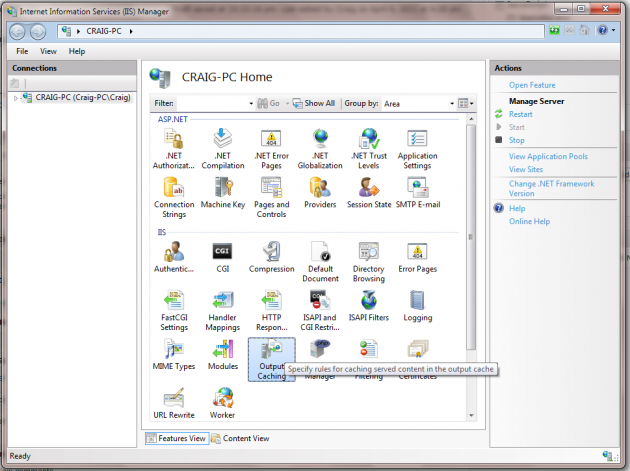 Internet Information Services (IIS) Manager
CRAIG-PC
File View Help
Connections
CRAIG-PC (Craig-PC\Craig)
CRAIG-PC Home
Filter: Go Show All Group by: Area
ASP.NET
.NET Authorizat... .NET Compilation .NET Error Pages .NET Globalization .NET Trust Levels Application Settings
Connection Strings Machine Key Pages and Controls Providers Session State SMTP E-mail
IIS
Authentic... CGI Compression Default Document Directory Browsing Error Pages
FastCGI Settings Handler Mappings HTTP Respon... ISAPI and CGI Restri... ISAPI Filters Logging
MIME Types Modules Output Caching
Manager Filtering Certificates
Specify rules for caching served content in the output cache
URL Rewrite Worker
Features View Content View
Actions
Open Feature
Manage Server
Restart
Start
Stop
View Application Pools
View Sites
Change .NET Framework
Version
Help
Online Help
Ready